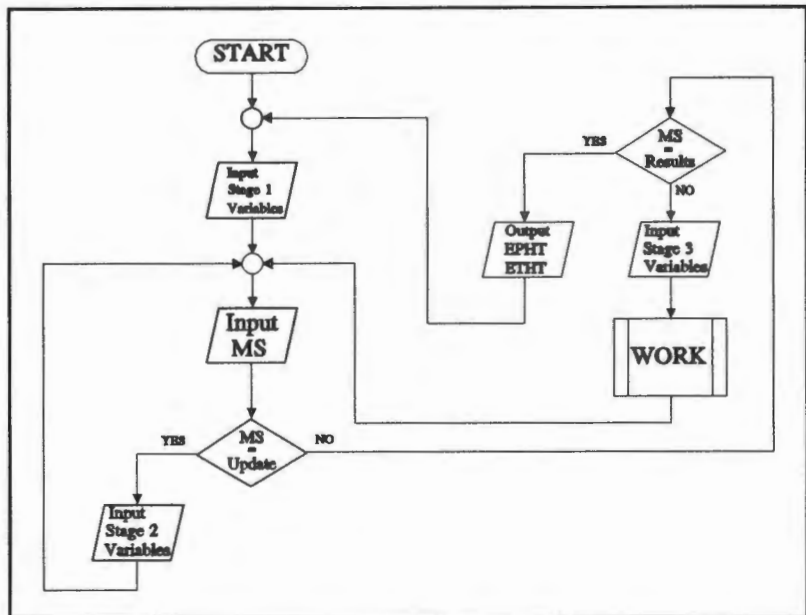 START
Input
Stage 1
Variables
Input
MS
MS
=
Update
YES
NO
Input
Stage 2
Variables
MS
=
Results
YES
NO
Output
EPHT
ETHT
Input
Stage 3
Variables
WORK